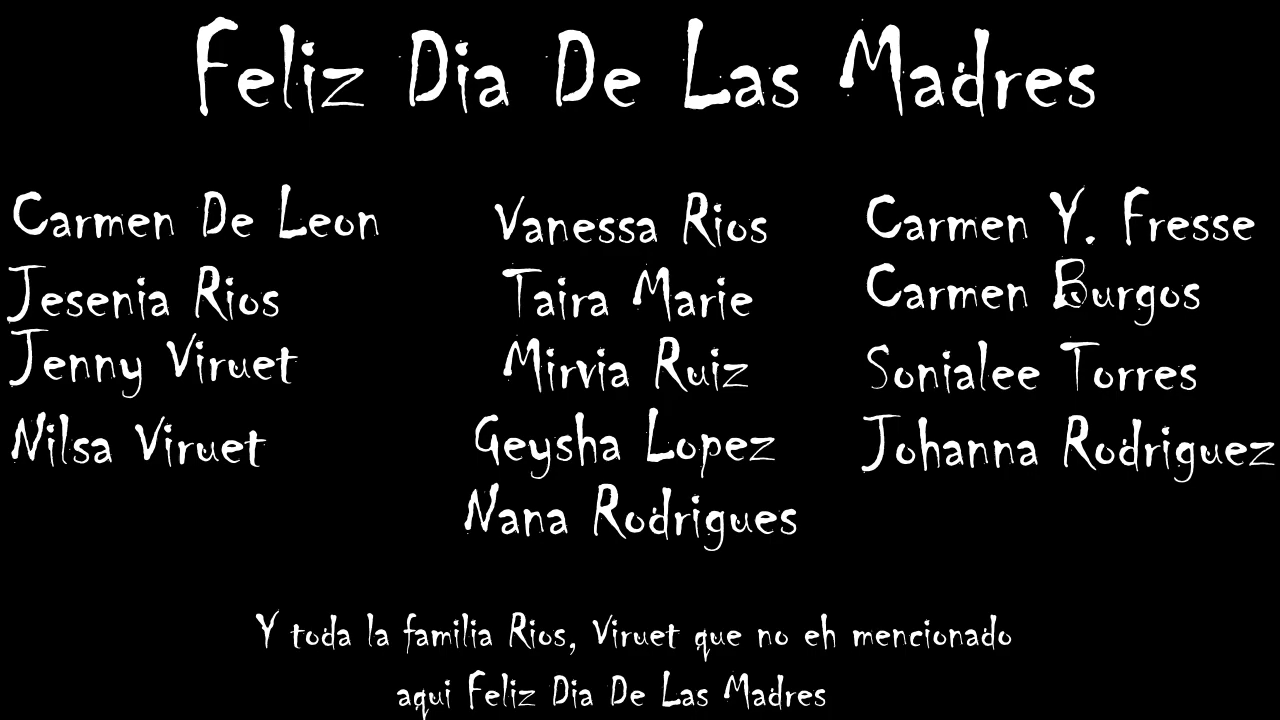 Feliz Dia De Las Madres
Carmen De Leon
Jesenia Rios
Jenny Viruet
Nilsa Viruet
Vanessa Rios
Taira Marie
Mirvia Ruiz
Geysha Lopez
Nana Rodrigues
Carmen Y. Fresse
Carmen Burgos
Sonialee Torres
Johanna Rodriguez
Y toda la familia Rios, Viruet que no eh mencionado
aqui Feliz Dia De Las Madres